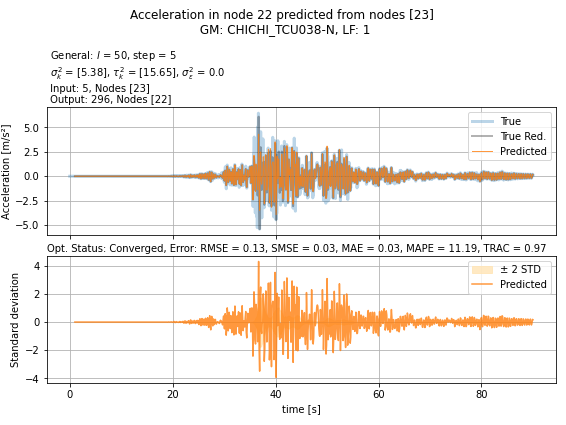 Acceleration in node 22 predicted from nodes [23]
GM: CHICHI_TCU038-N, LF: 1
General: l = 50, step = 5
σ²ₖ = [5.38], τ²ₖ = [15.65], σ²ε = 0.0
Input: 5, Nodes [23]
Output: 296, Nodes [22]
Acceleration [m/s²]
5.0
2.5
0.0
−2.5
−5.0
True
True Red.
Predicted
Opt. Status: Converged, Error: RMSE = 0.13, SMSE = 0.03, MAE = 0.03, MAPE = 11.19, TRAC = 0.97
Standard deviation
4
2
0
−2
−4
± 2 STD
Predicted
0 20 40 60 80
time [s]